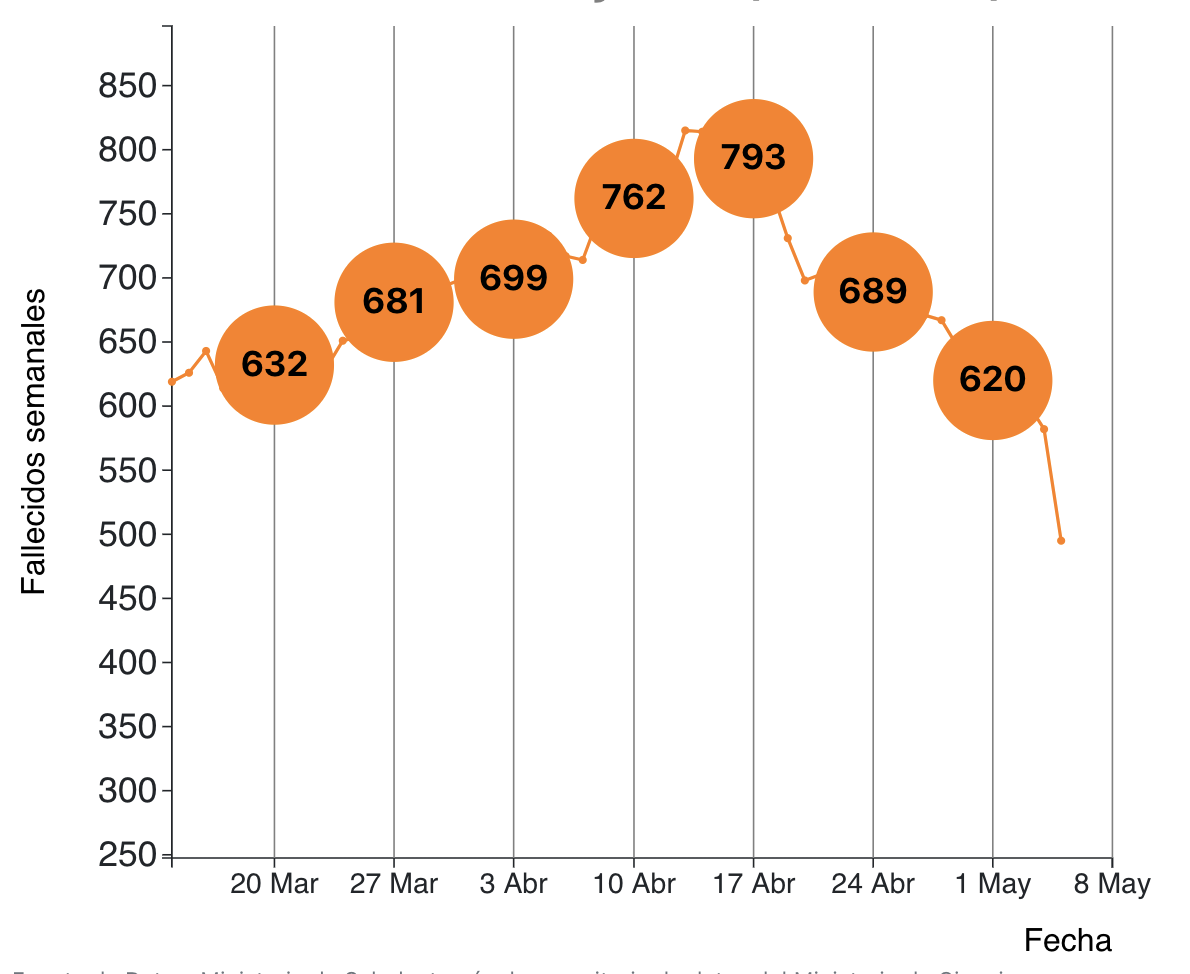 850
800
750
700
650
600
550
500
450
400
350
300
250
Fallecidos semanales
632
681
699
762
793
689
620
20 Mar
27 Mar
3 Abr
10 Abr
17 Abr
24 Abr
1 May
8 May
Fecha